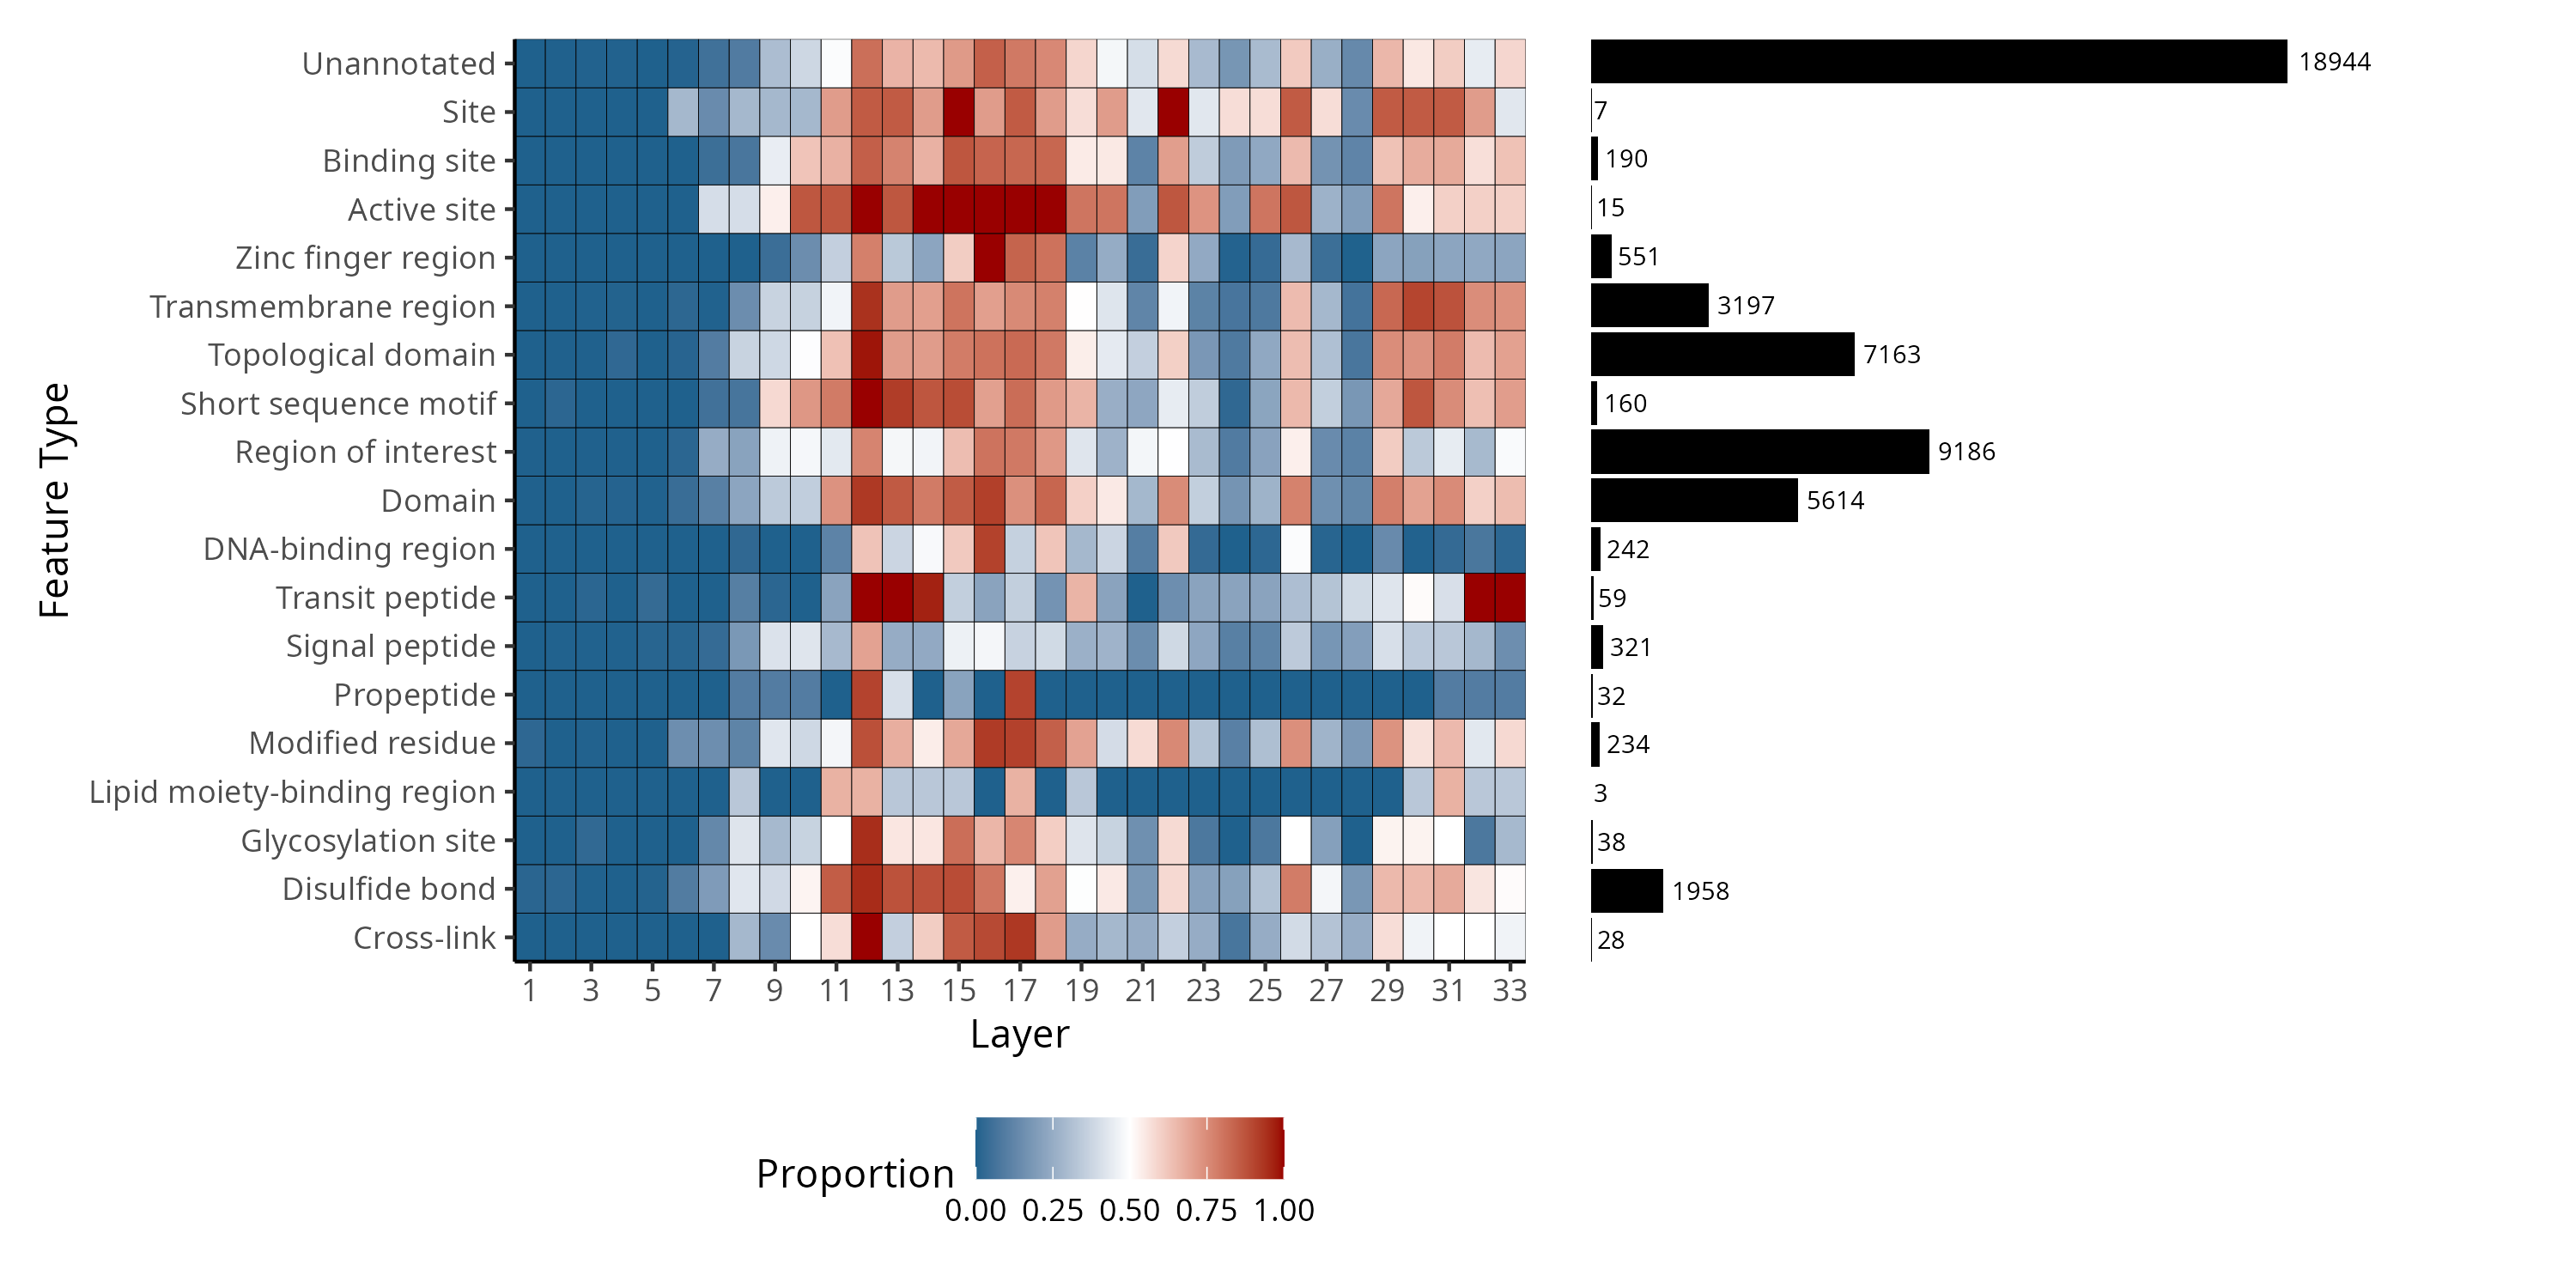 Feature Type
Unannotated
Site
Binding site
Active site
Zinc finger region
Transmembrane region
Topological domain
Short sequence motif
Region of interest
Domain
DNA-binding region
Transit peptide
Signal peptide
Propeptide
Modified residue
Lipid moiety-binding region
Glycosylation site
Disulfide bond
Cross-link
1 3 5 7 9 11 13 15 17 19 21 23 25 27 29 31 33
Layer
18944
7
190
15
551
3197
7163
160
9186
5614
242
59
321
32
234
3
38
1958
28
Proportion
0.00 0.25 0.50 0.75 1.00